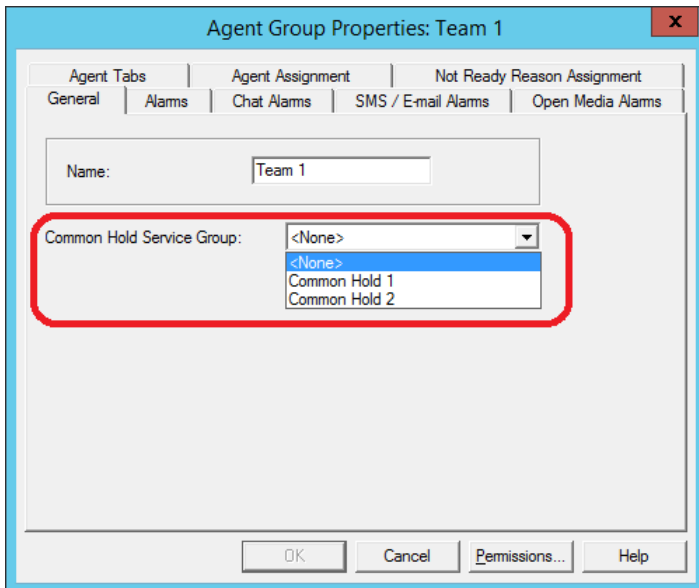 Agent Group Properties: Team 1
x
Agent Tabs
Agent Assignment
Not Ready Reason Assignment
General
Alarms
Chat Alarms
SMS / E-mail Alarms
Open Media Alarms
Name:
Team 1
Common Hold Service Group:
<None>
<None>
Common Hold 1
Common Hold 2
OK
Cancel
Permissions...
Help